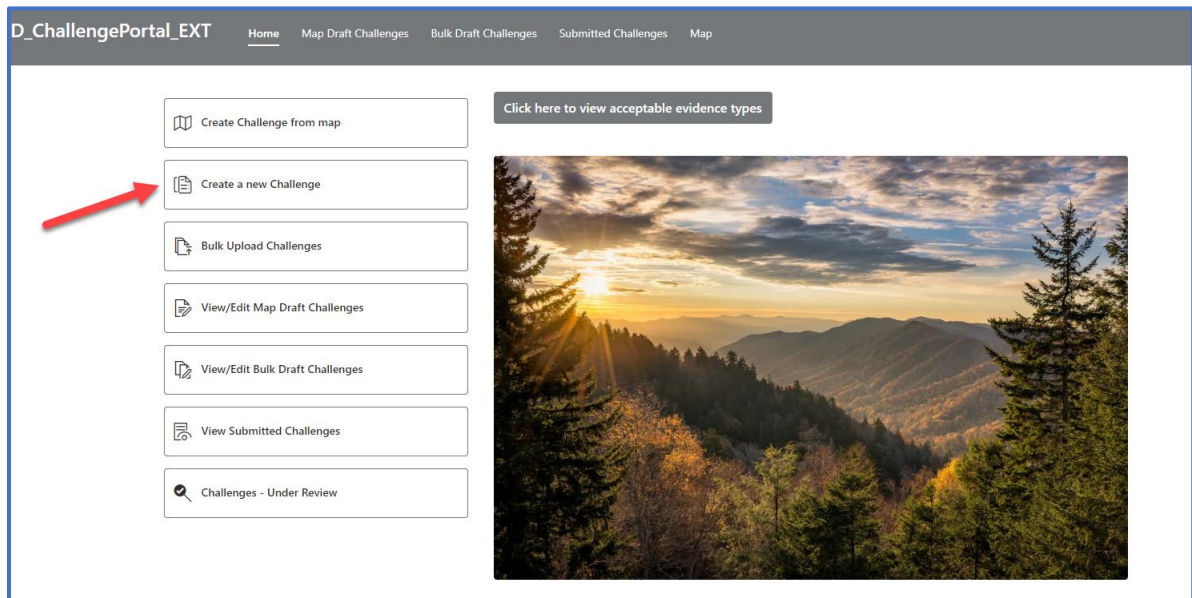 D_ChallengePortal_EXT Home Map Draft Challenges Bulk Draft Challenges Submitted Challenges Map
Click here to view acceptable evidence types
Create Challenge from map
Create a new Challenge
Bulk Upload Challenges
View/Edit Map Draft Challenges
View/Edit Bulk Draft Challenges
View Submitted Challenges
Challenges - Under Review